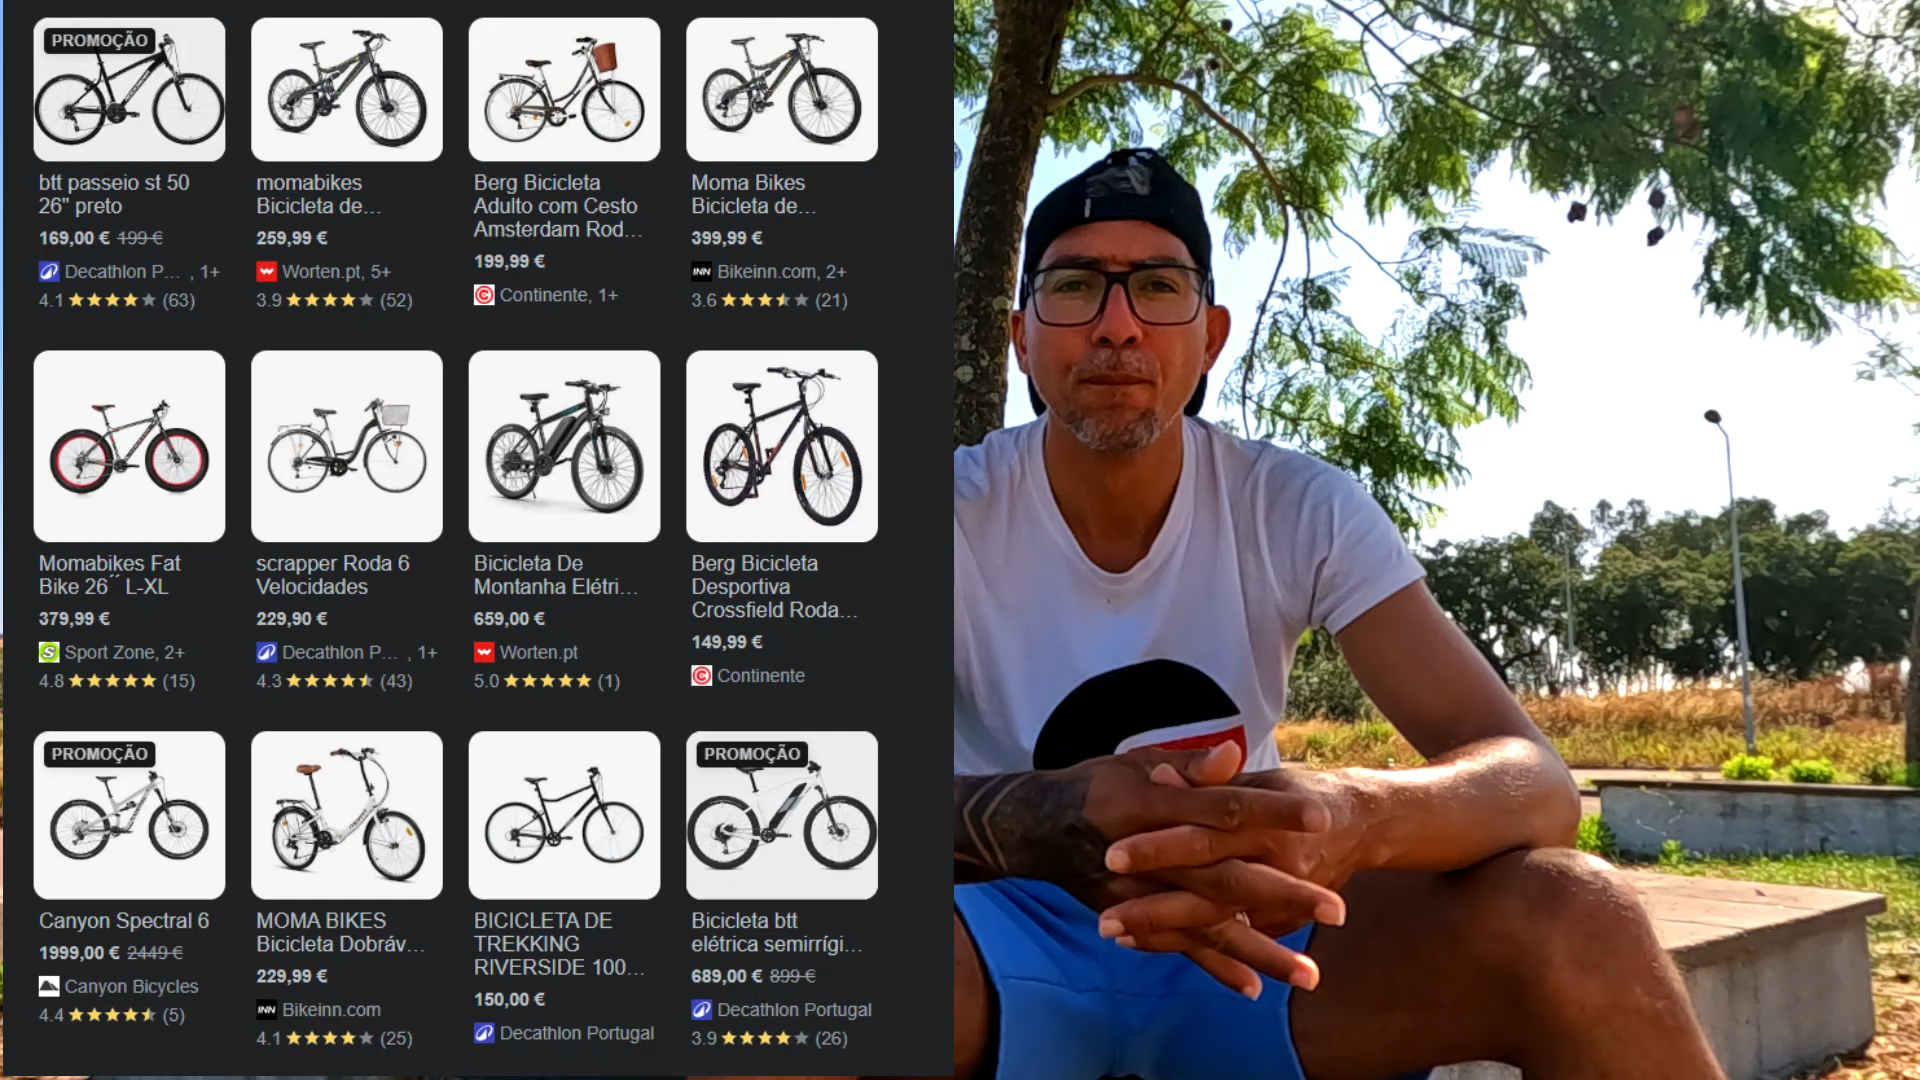 PROMOÇÃO
btt passeio st 50
26" preto
169,00 € 199 €
Decathlon P... , 1+
4.1 (63)
momabikes
Bicicleta de...
259,99 €
Worten.pt, 5+
3.9 (52)
Berg Bicicleta
Adulto com Cesto
Amsterdam Rod...
199,99 €
Continente, 1+
INN
Moma Bikes
Bicicleta de...
399,99 €
Bikeinn.com, 2+
3.6 (21)
Momabikes Fat
Bike 26´´ L-XL
379,99 €
S
Sport Zone, 2+
4.8 (15)
scrapper Roda 6
Velocidades
229,90 €
Decathlon P... , 1+
4.3 (43)
Bicicleta De
Montanha Elétri...
659,00 €
Worten.pt
5.0 (1)
Berg Bicicleta
Desportiva
Crossfield Roda...
149,99 €
Continente
PROMOÇÃO
Canyon Spectral 6
1999,00 € 2449 €
Canyon Bicycles
4.4 (5)
MOMA BIKES
Bicicleta Dobráv...
229,99 €
INN
Bikeinn.com
4.1 (25)
BICICLETA DE
TREKKING
RIVERSIDE 100...
150,00 €
Decathlon Portugal
PROMOÇÃO
Bicicleta btt
elétrica semirrígi...
689,00 € 899 €
Decathlon Portugal
3.9 (26)